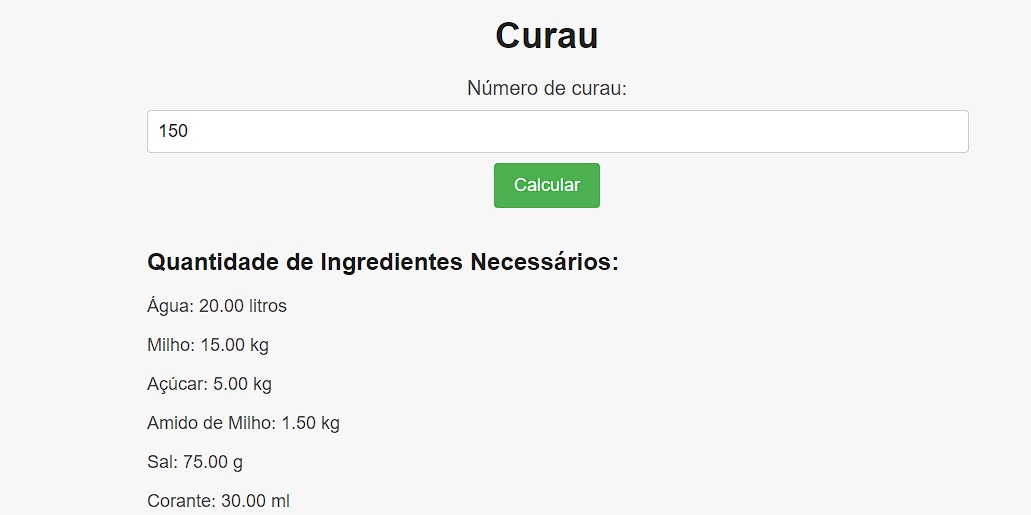 Curau
Número de curau:
150
Calcular
Quantidade de Ingredientes Necessários:
Água: 20.00 litros
Milho: 15.00 kg
Açúcar: 5.00 kg
Amido de Milho: 1.50 kg
Sal: 75.00 g
Corante: 30.00 ml